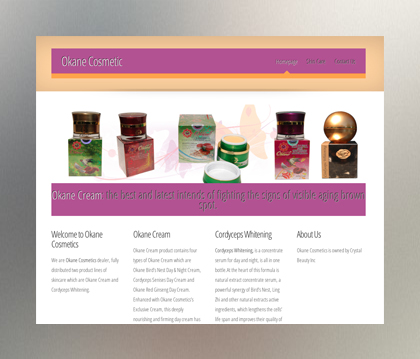 Okane Cosmetic
Homepage
Contact Us
Okane Cream the best and latest in lends of fighting the signs of visible aging brown
spot.
Welcome to Okane
Cosmetics
We are Okane Cosmetics dealer, fully
distributed two product lines of
skincare which are Okane Cream and
Cordyceps Whitening.
Okane Cream
Okane Cream product contains four
types of Okane Cream which are
Okane Bird's Nest Day & Night Cream,
Cordyceps Series Day Cream and
Okane Red Ginseng Day Cream.
Enhanced with Okane Cosmetics's
Exclusive Cream, this deeply
nourishing and firming day cream has
Cordyceps Whitening
Cordyceps Whitening, is a concentrate
serum for day and night, is all in one
bottle. At the heart of this formula is
natural extract concentrate serum, a
powerful synergy of Bird's Nest, Ling
Zhi and other natural extracts active
ingredients, which lengthens the cells'
life span and improves their quality of
About Us
Okane Cosmetics is owned by Crystal
Beauty Inc